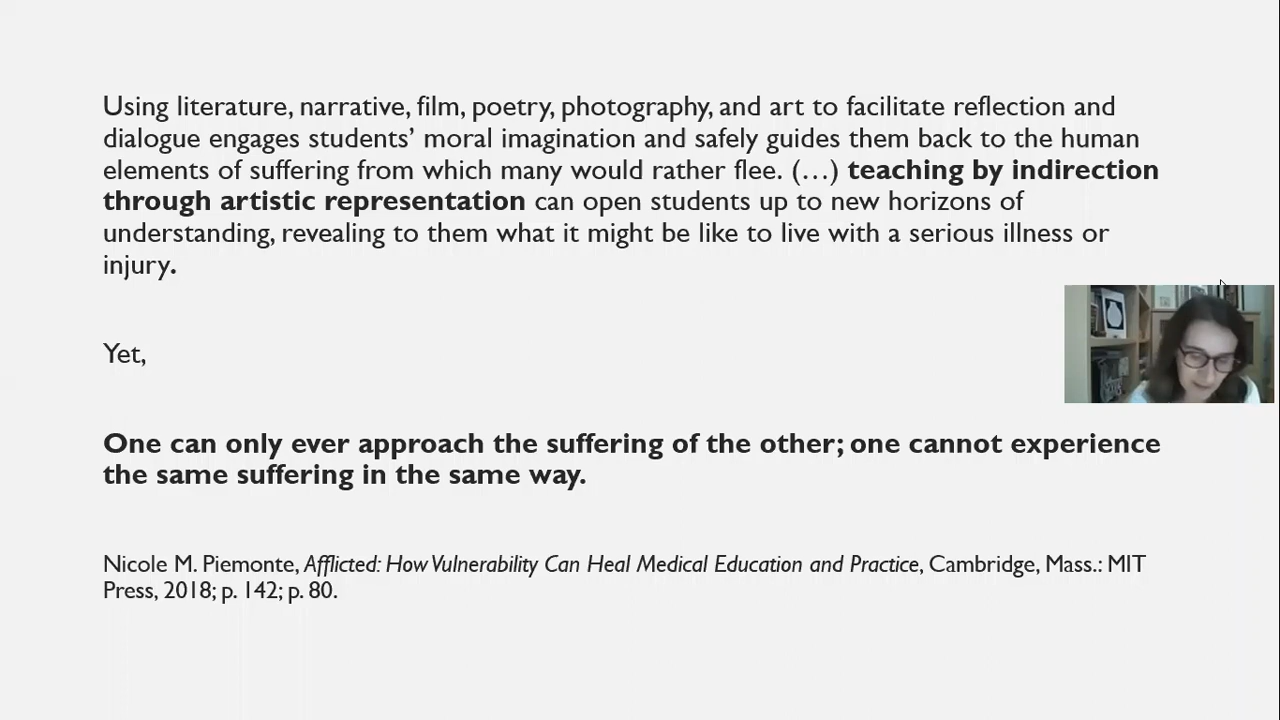 Using literature, narrative, film, poetry, photography, and art to facilitate reflection and
dialogue engages students’ moral imagination and safely guides them back to the human
elements of suffering from which many would rather flee. (…) teaching by indirection
through artistic representation can open students up to new horizons of
understanding, revealing to them what it might be like to live with a serious illness or
injury.
Yet,
One can only ever approach the suffering of the other; one cannot experience
the same suffering in the same way.
Nicole M. Piemonte, Afflicted: How Vulnerability Can Heal Medical Education and Practice, Cambridge, Mass.: MIT
Press, 2018; p. 142; p. 80.